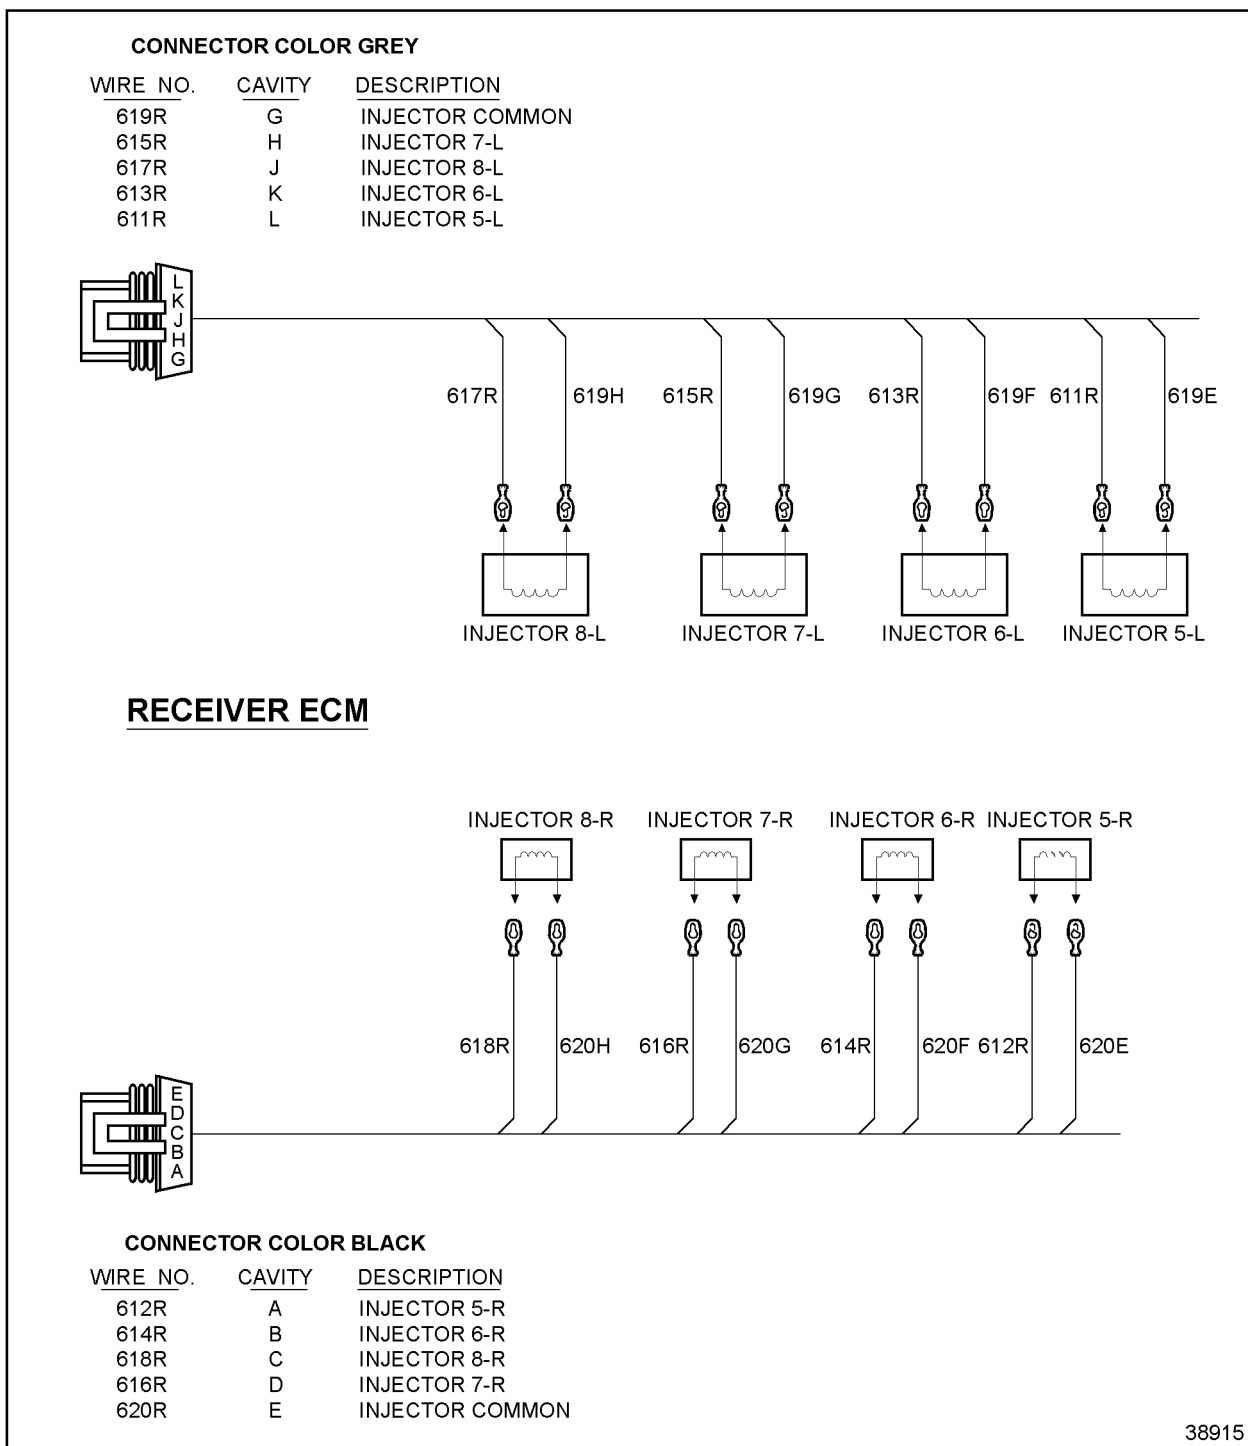 CONNECTOR COLOR GREY
WIRE NO. CAVITY DESCRIPTION
619R G INJECTOR COMMON
615R H INJECTOR 7-L
617R J INJECTOR 8-L
613R K INJECTOR 6-L
611R L INJECTOR 5-L
L
K
J
H
G
617R 619H 615R 619G 613R 619F 611R 619E
INJECTOR 8-L INJECTOR 7-L INJECTOR 6-L INJECTOR 5-L
RECEIVER ECM
INJECTOR 8-R INJECTOR 7-R INJECTOR 6-R INJECTOR 5-R
618R 620H 616R 620G 614R 620F 612R 620E
E
D
C
B
A
CONNECTOR COLOR BLACK
WIRE NO. CAVITY DESCRIPTION
612R A INJECTOR 5-R
614R B INJECTOR 6-R
618R C INJECTOR 8-R
616R D INJECTOR 7-R
620R E INJECTOR COMMON
38915